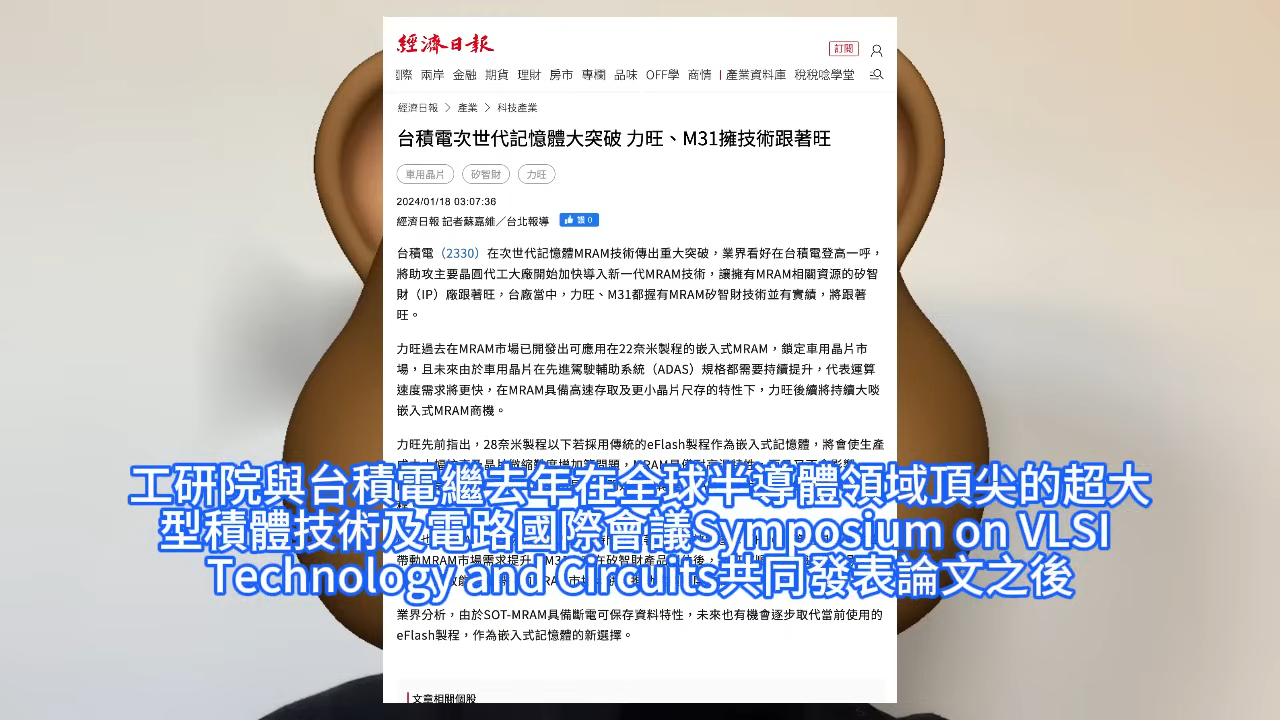 經濟日報
訂閱
國際 兩岸 金融 期貨 理財 房市 專欄 品味 OFF學 商情 產業資料庫 稅稅唸學堂
經濟日報 > 產業 > 科技產業
台積電次世代記憶體大突破 力旺、M31擁技術跟著旺
車用晶片 矽智財 力旺
2024/01/18 03:07:36
經濟日報 記者蘇嘉維／台北報導 讚 0
台積電（2330）在次世代記憶體MRAM技術傳出重大突破，業界看好在台積電登高一呼，
將助攻主要晶圓代工大廠開始加快導入新一代MRAM技術，讓擁有MRAM相關資源的矽智
財（IP）廠跟著旺，台廠當中，力旺、M31都握有MRAM矽智財技術並有實績，將跟著
旺。
力旺過去在MRAM市場已開發出可應用在22奈米製程的嵌入式MRAM，鎖定車用晶片市
場，且未來由於車用晶片在先進駕駛輔助系統（ADAS）規格都需要持續提升，代表運算
速度需求將更快，在MRAM具備高速存取及更小晶片尺存的特性下，力旺後續將持續大啖
嵌入式MRAM商機。
力旺先前指出，28奈米製程以下若採用傳統的eFlash製程作為嵌入式記憶體，將會使生產
工研院與台積電繼去年在全球半導體領域頂尖的超大
型積體技術及電路國際會議Symposium on VLSI
Technology and Circuits共同發表論文之後
帶動MRAM市場需求提升
業界分析，由於SOT-MRAM具備斷電可保存資料特性，未來也有機會逐步取代當前使用的
eFlash製程，作為嵌入式記憶體的新選擇。
文章相關個股